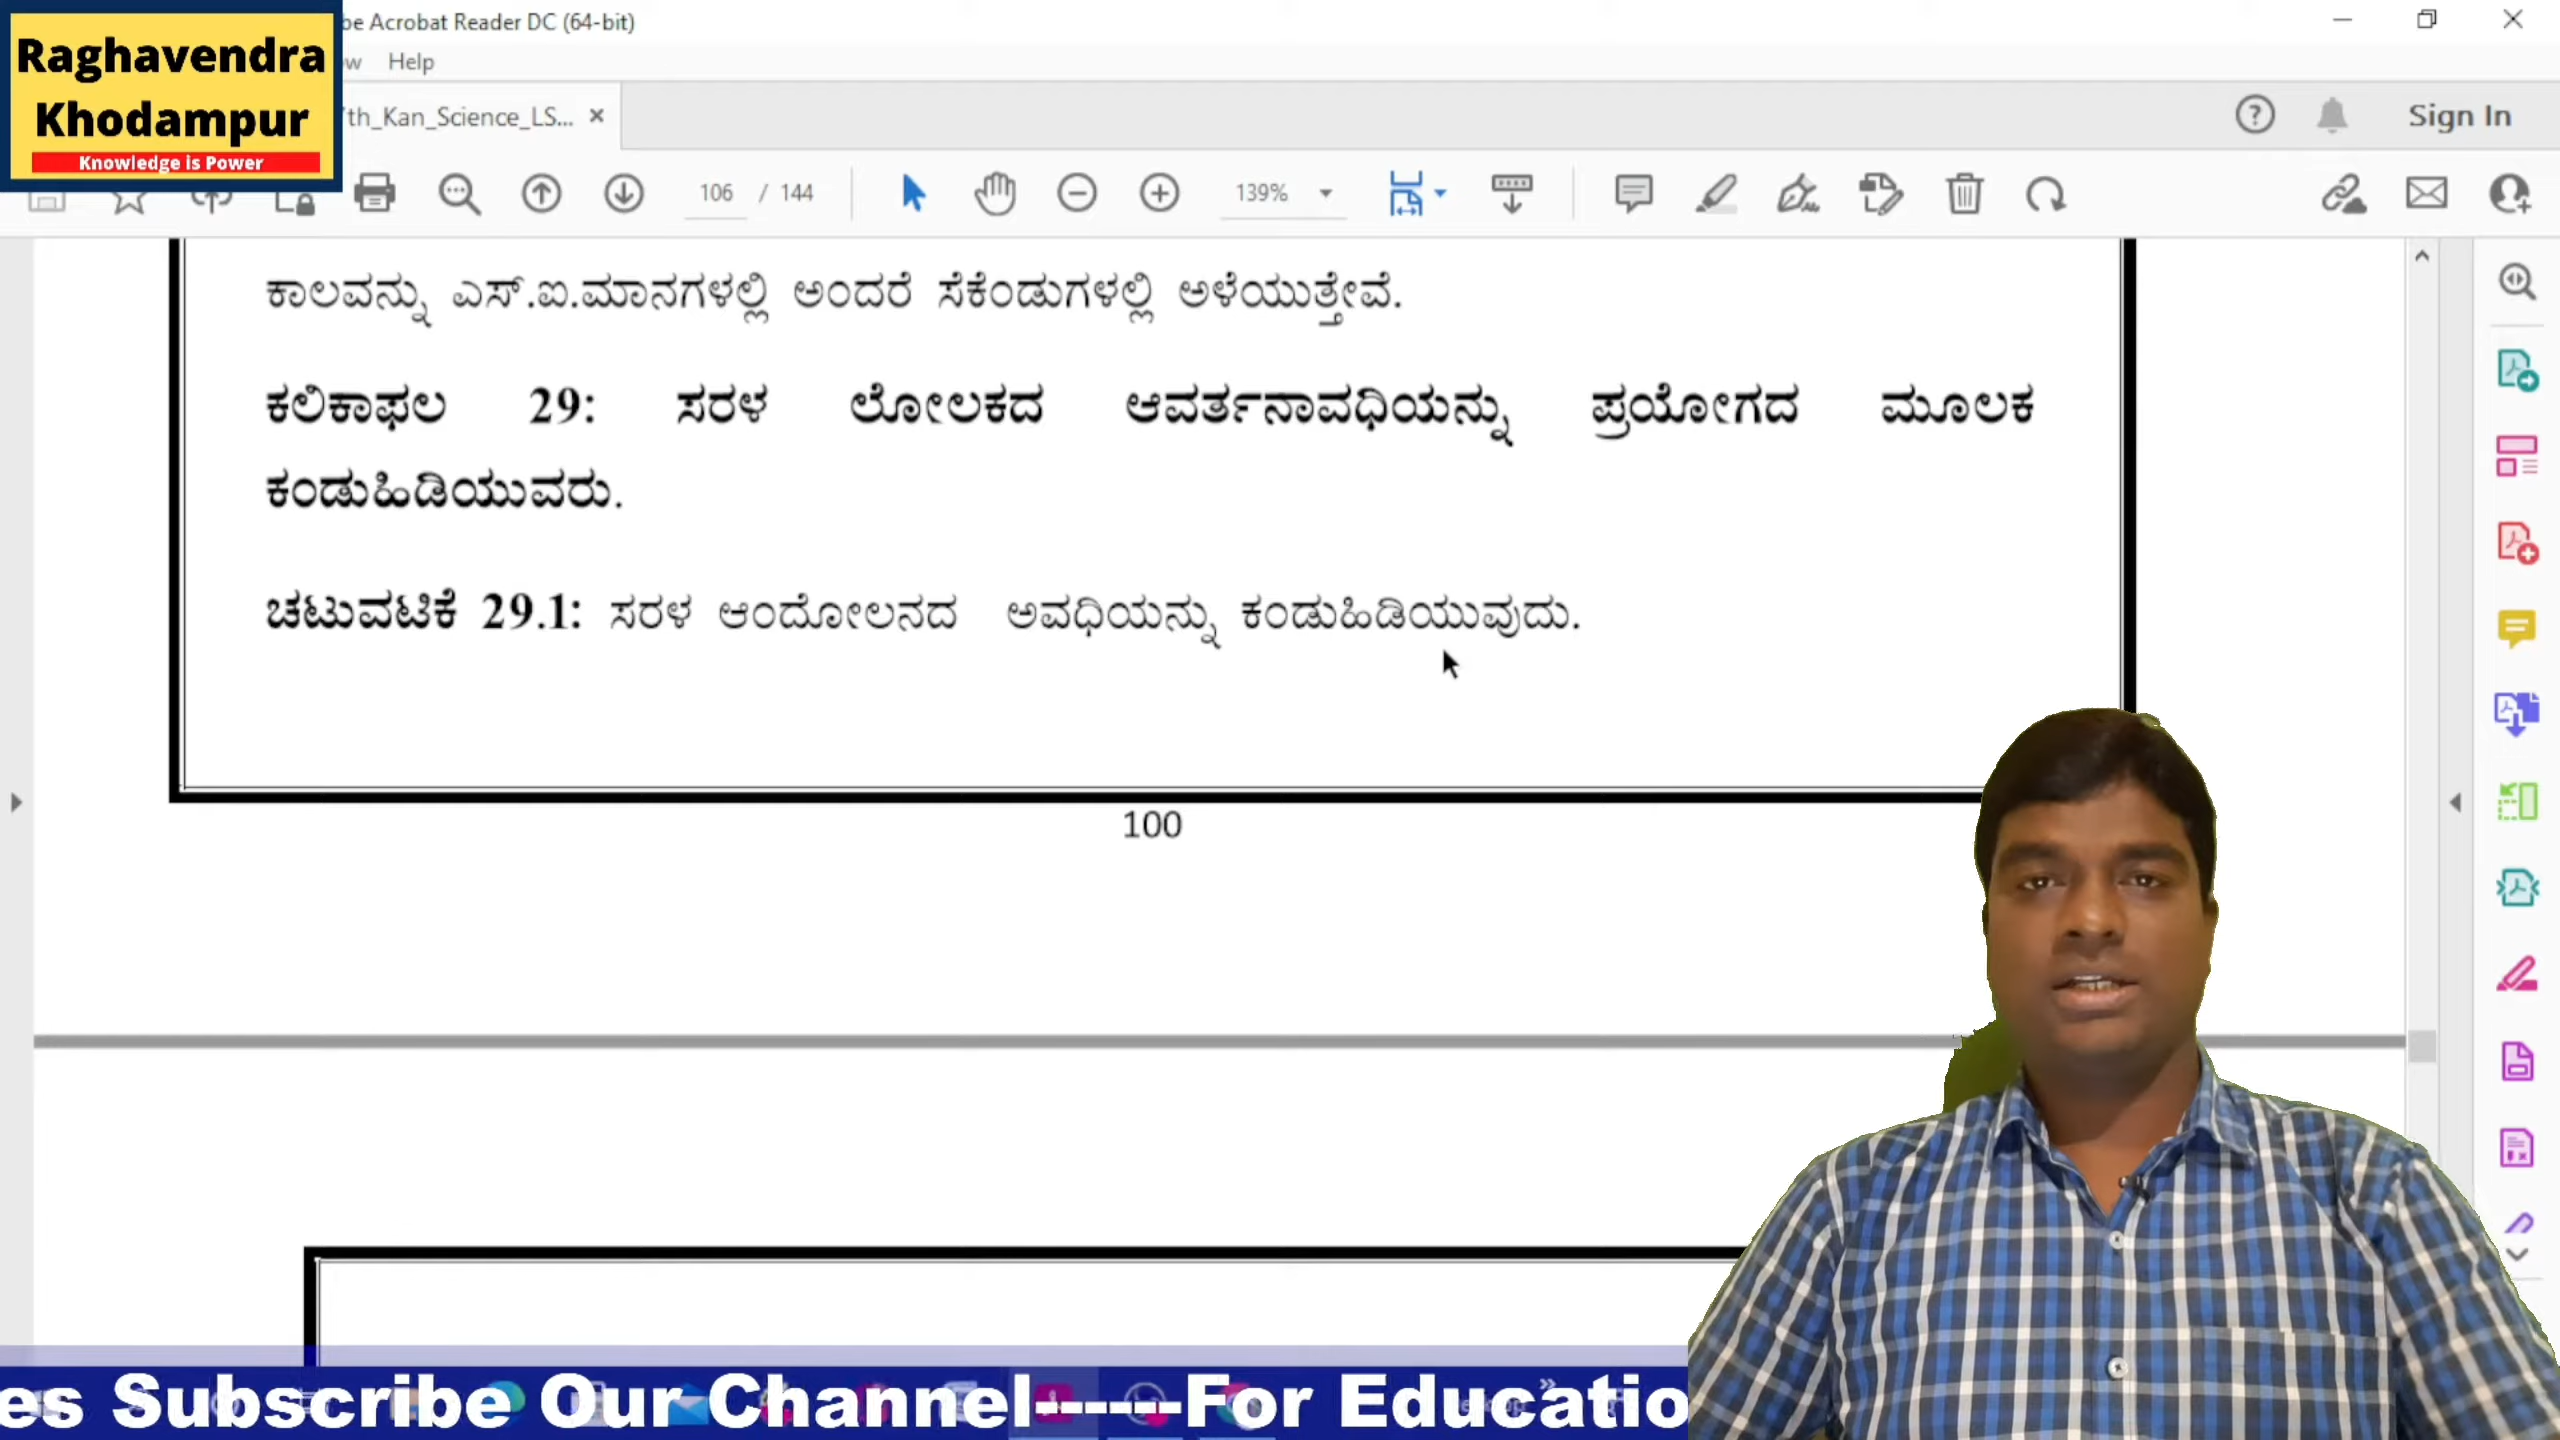 Raghavendra
Khodampur
Knowledge is Power
be Acrobat Reader DC (64-bit)
ow Help
7th_Kan_Science_LS...
Sign In
106 / 144
139%
ಕಾಲವನ್ನು ಎಸ್.ಐ.ಮಾನಗಳಲ್ಲಿ ಅಂದರೆ ಸೆಕೆಂಡುಗಳಲ್ಲಿ ಅಳೆಯುತ್ತೇವೆ.
ಕಲಿಕಾಫಲ 29: ಸರಳ ಲೋಲಕದ ಆವರ್ತನಾವಧಿಯನ್ನು ಪ್ರಯೋಗದ ಮೂಲಕ
ಕಂಡುಹಿಡಿಯುವರು.
ಚಟುವಟಿಕೆ 29.1: ಸರಳ ಆಂದೋಲನದ ಅವಧಿಯನ್ನು ಕಂಡುಹಿಡಿಯುವುದು.
100
es Subscribe Our Channel------For Educatio